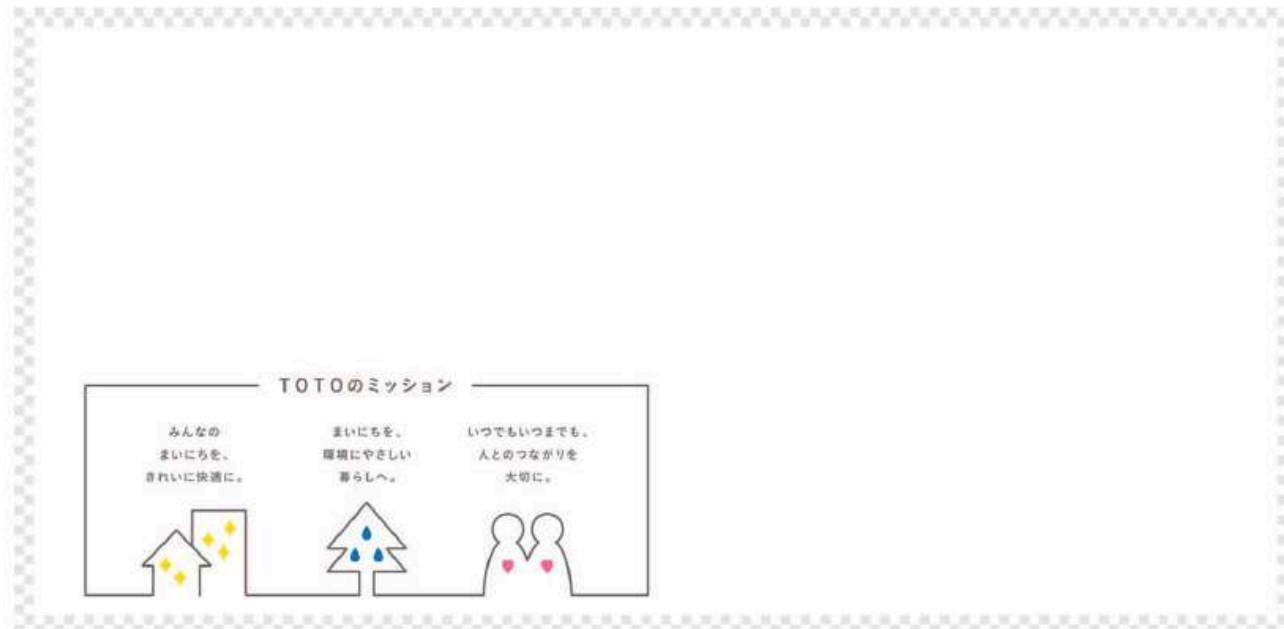 TOTOのミッション
みんなの
まいにちを、
きれいに快適に。
まいにちを、
環境にやさしい
暮らしへ。
いつでもいつまでも、
人とのつながりを
大切に。